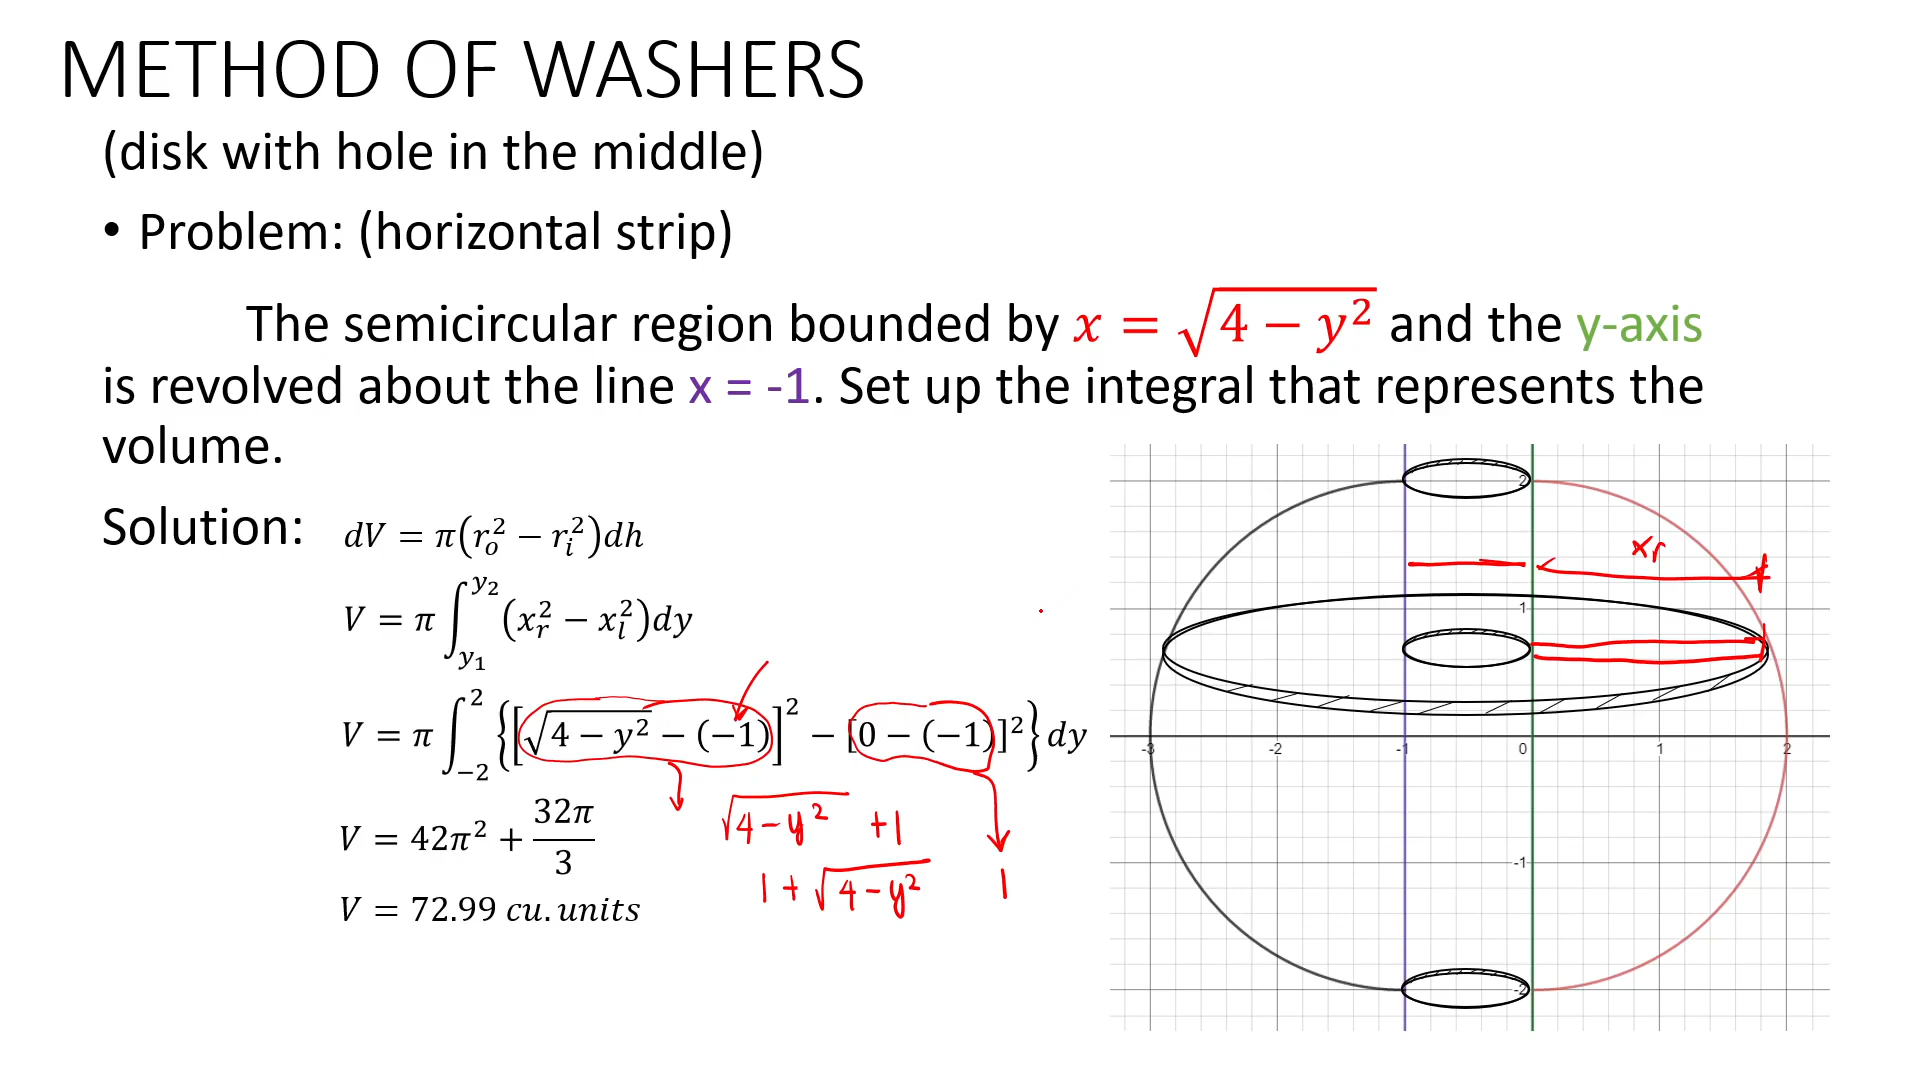 METHOD OF WASHERS
(disk with hole in the middle)
• Problem: (horizontal strip)
The semicircular region bounded by x = √(4 − y²) and the y-axis
is revolved about the line x = -1. Set up the integral that represents the
volume.
Solution:
dV = π(r_o² − r_i²)dh
V = π∫_{y₁}^{y₂} (x_r² − x_l²)dy
V = π∫_{−2}^{2} {[√(4 − y²) − (−1)]² − [0 − (−1)]²} dy
V = 42π² + 32π/3
V = 72.99 cu. units
√(4−y²) +1
1 + √(4−y²)
1
xr
2
1
-3 -2 -1 0 1 2
-1
-2